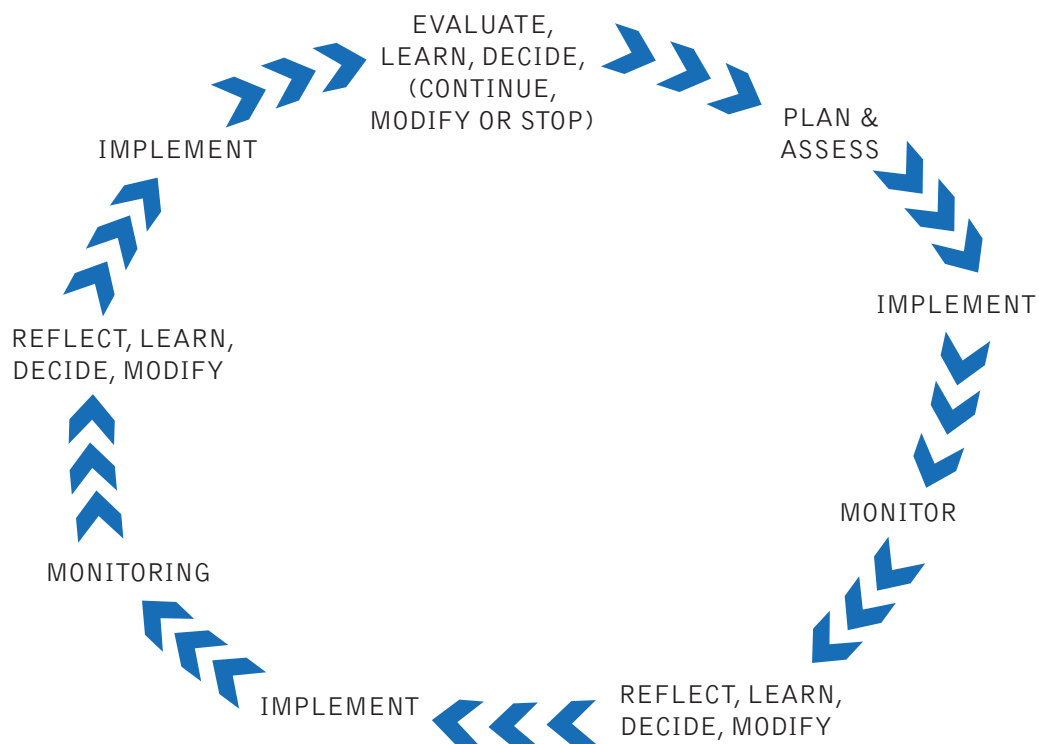 EVALUATE,
LEARN, DECIDE,
(CONTINUE,
MODIFY OR STOP)
PLAN &
ASSESS
IMPLEMENT
MONITOR
REFLECT, LEARN,
DECIDE, MODIFY
IMPLEMENT
MONITORING
REFLECT, LEARN,
DECIDE, MODIFY
IMPLEMENT